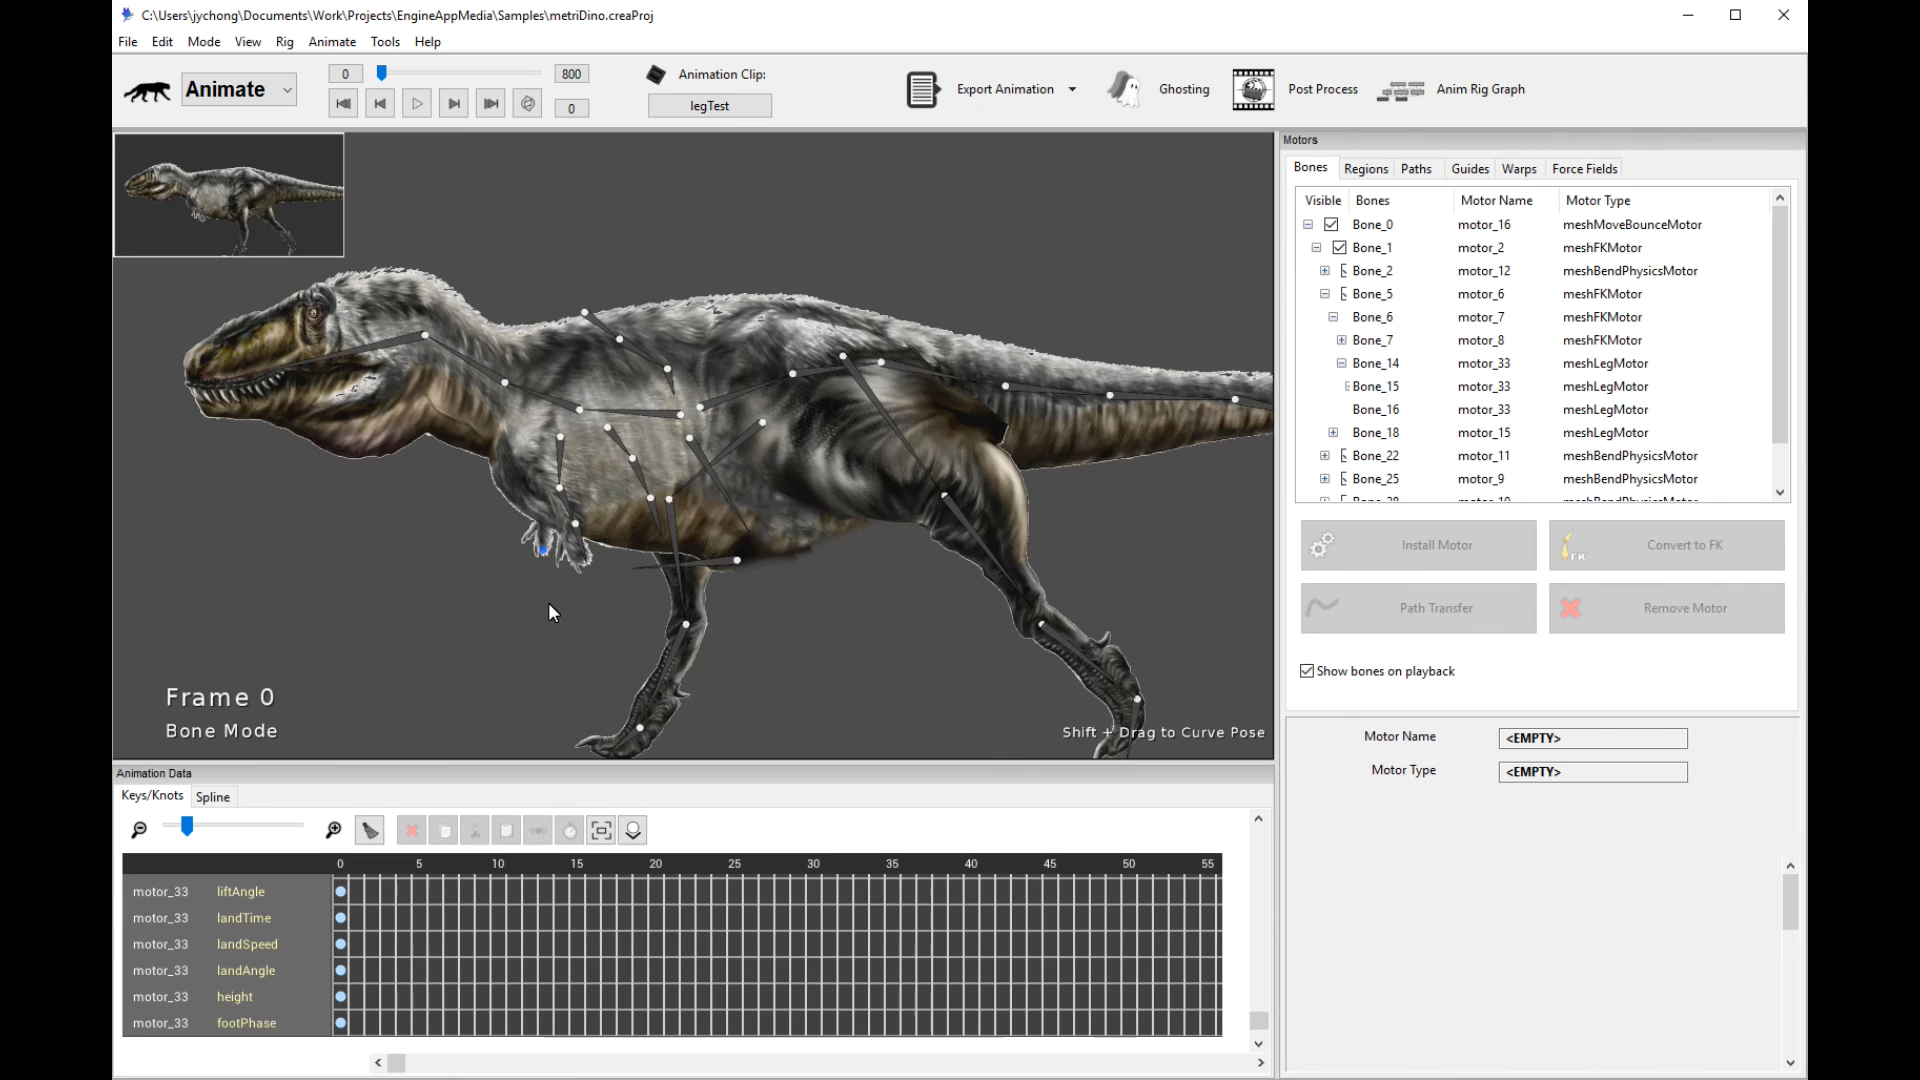 C:\Users\jychong\Documents\Work\Projects\EngineAppMedia\Samples\metriDino.creaProj
File Edit Mode View Rig Animate Tools Help
Animate
0
800
0
Animation Clip:
legTest
Export Animation
Ghosting
Post Process
Anim Rig Graph
Frame 0
Bone Mode
Shift + Drag to Curve Pose
Motors
Bones Regions Paths Guides Warps Force Fields
Visible Bones Motor Name Motor Type
Bone_0 motor_16 meshMoveBounceMotor
Bone_1 motor_2 meshFKMotor
Bone_2 motor_12 meshBendPhysicsMotor
Bone_5 motor_6 meshFKMotor
Bone_6 motor_7 meshFKMotor
Bone_7 motor_8 meshFKMotor
Bone_14 motor_33 meshLegMotor
Bone_15 motor_33 meshLegMotor
Bone_16 motor_33 meshLegMotor
Bone_18 motor_15 meshLegMotor
Bone_22 motor_11 meshBendPhysicsMotor
Bone_25 motor_9 meshBendPhysicsMotor
Install Motor
FK Convert to FK
Path Transfer
Remove Motor
Show bones on playback
Motor Name <EMPTY>
Motor Type <EMPTY>
Animation Data
Keys/Knots Spline
0 5 10 15 20 25 30 35 40 45 50 55
motor_33 liftAngle
motor_33 landTime
motor_33 landSpeed
motor_33 landAngle
motor_33 height
motor_33 footPhase